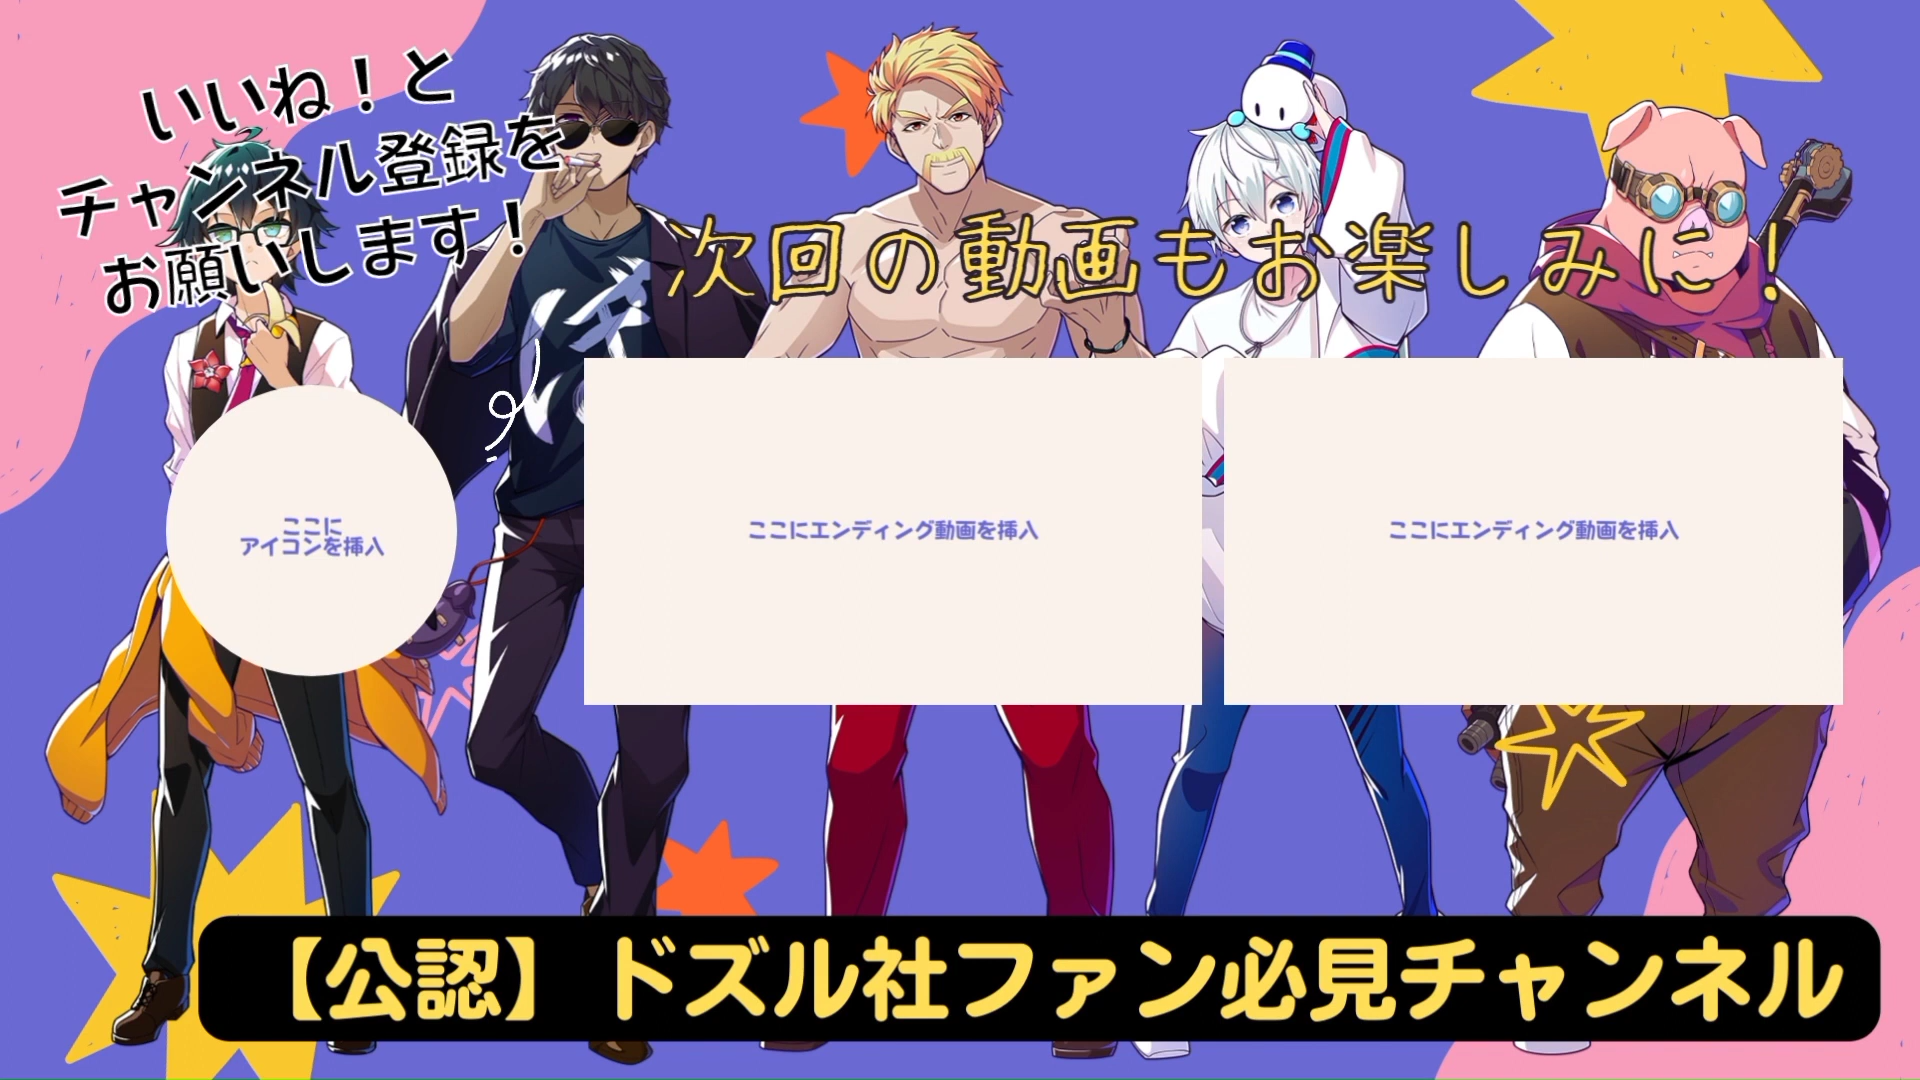 いいね！と
チャンネル登録を
お願いします！
次回の動画もお楽しみに！
ここに
アイコンを挿入
ここにエンディング動画を挿入
ここにエンディング動画を挿入
【公認】ドズル社ファン必見チャンネル